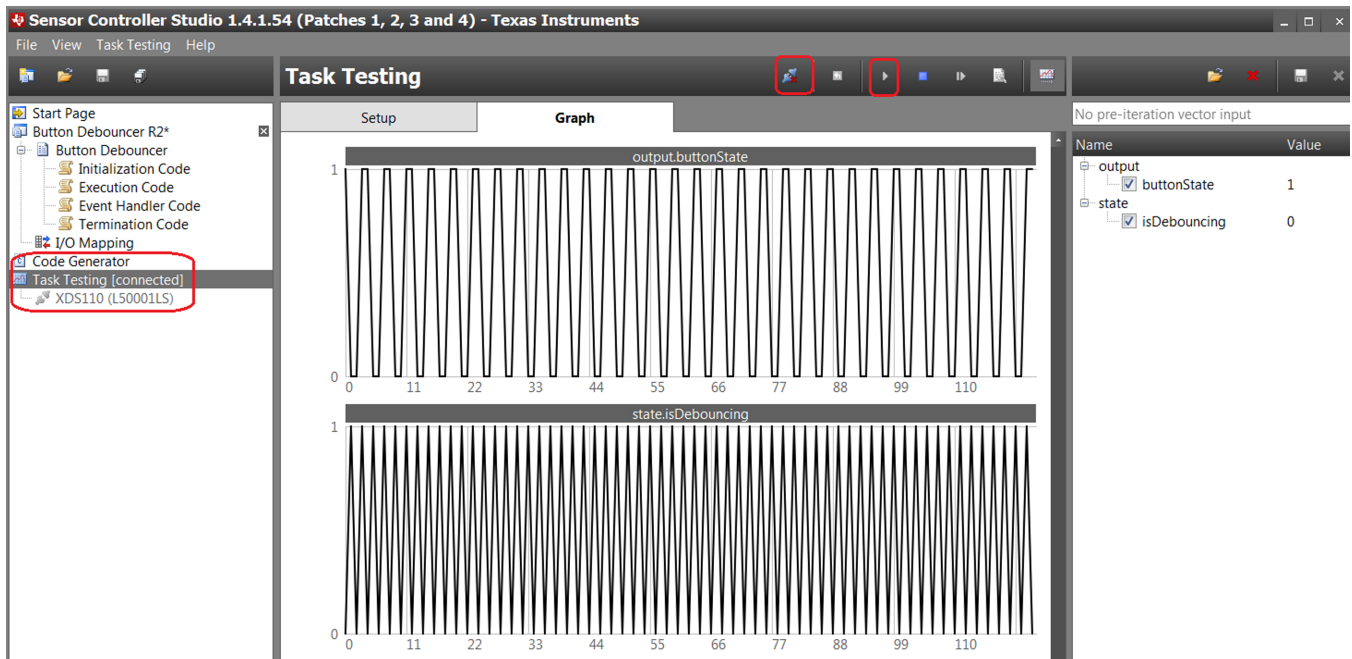 Sensor Controller Studio 1.4.1.54 (Patches 1, 2, 3 and 4) - Texas Instruments
File View Task Testing Help
Task Testing
Start Page
Button Debouncer R2*
Button Debouncer
Initialization Code
Execution Code
Event Handler Code
Termination Code
I/O Mapping
Code Generator
Task Testing [connected]
XDS110 (L50001LS)
Setup Graph
output.buttonState
1
0
0 11 22 33 44 55 66 77 88 99 110
state.isDebouncing
1
0
0 11 22 33 44 55 66 77 88 99 110
No pre-iteration vector input
Name Value
output
buttonState 1
state
isDebouncing 0